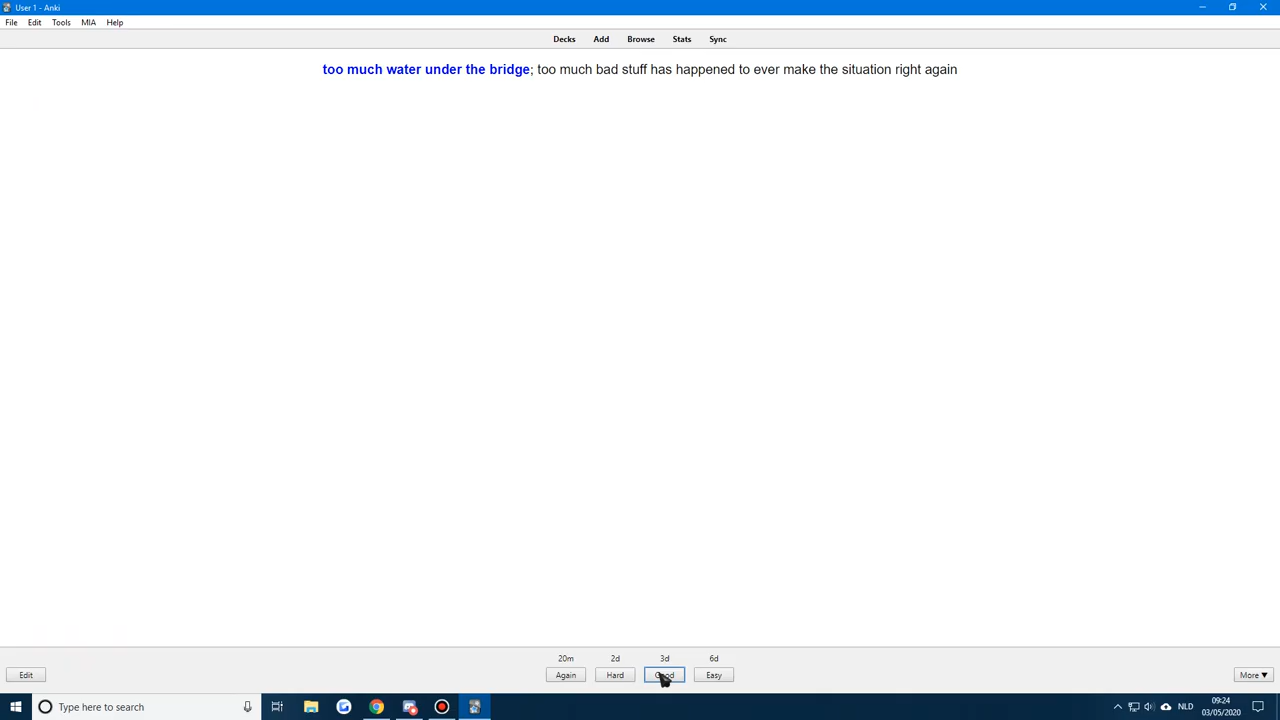 User 1 - Anki
File Edit Tools MIA Help
Decks Add Browse Stats Sync
too much water under the bridge; too much bad stuff has happened to ever make the situation right again
20m 2d 3d 6d
Edit Again Hard Good Easy More ▼
Type here to search
NLD
09:24
03/05/2020